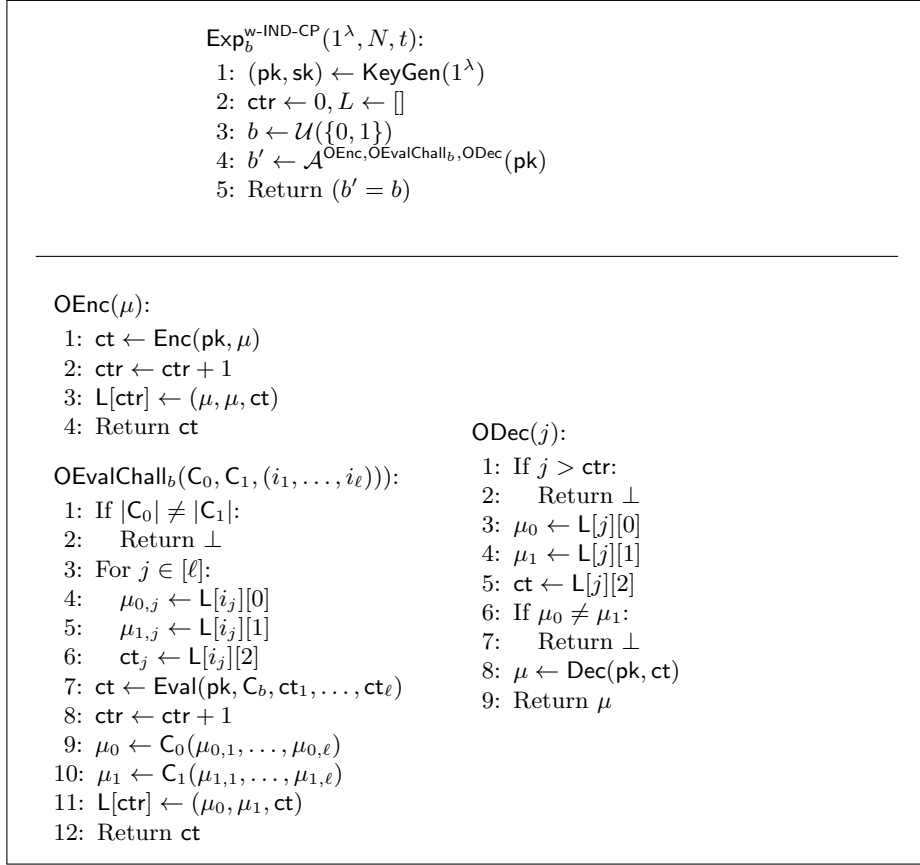 Exp_b^{w-IND-CP}(1^λ, N, t):
1: (pk, sk) ← KeyGen(1^λ)
2: ctr ← 0, L ← []
3: b ← U({0, 1})
4: b′ ← A^{OEnc,OEvalChall_b,ODec}(pk)
5: Return (b′ = b)
OEnc(μ):
1: ct ← Enc(pk, μ)
2: ctr ← ctr + 1
3: L[ctr] ← (μ, μ, ct)
4: Return ct
OEvalChall_b(C_0, C_1, (i_1, . . . , i_ℓ))):
1: If |C_0| ≠ |C_1|:
2: Return ⊥
3: For j ∈ [ℓ]:
4: μ_{0,j} ← L[i_j][0]
5: μ_{1,j} ← L[i_j][1]
6: ct_j ← L[i_j][2]
7: ct ← Eval(pk, C_b, ct_1, . . . , ct_ℓ)
8: ctr ← ctr + 1
9: μ_0 ← C_0(μ_{0,1}, . . . , μ_{0,ℓ})
10: μ_1 ← C_1(μ_{1,1}, . . . , μ_{1,ℓ})
11: L[ctr] ← (μ_0, μ_1, ct)
12: Return ct
ODec(j):
1: If j > ctr:
2: Return ⊥
3: μ_0 ← L[j][0]
4: μ_1 ← L[j][1]
5: ct ← L[j][2]
6: If μ_0 ≠ μ_1:
7: Return ⊥
8: μ ← Dec(pk, ct)
9: Return μ